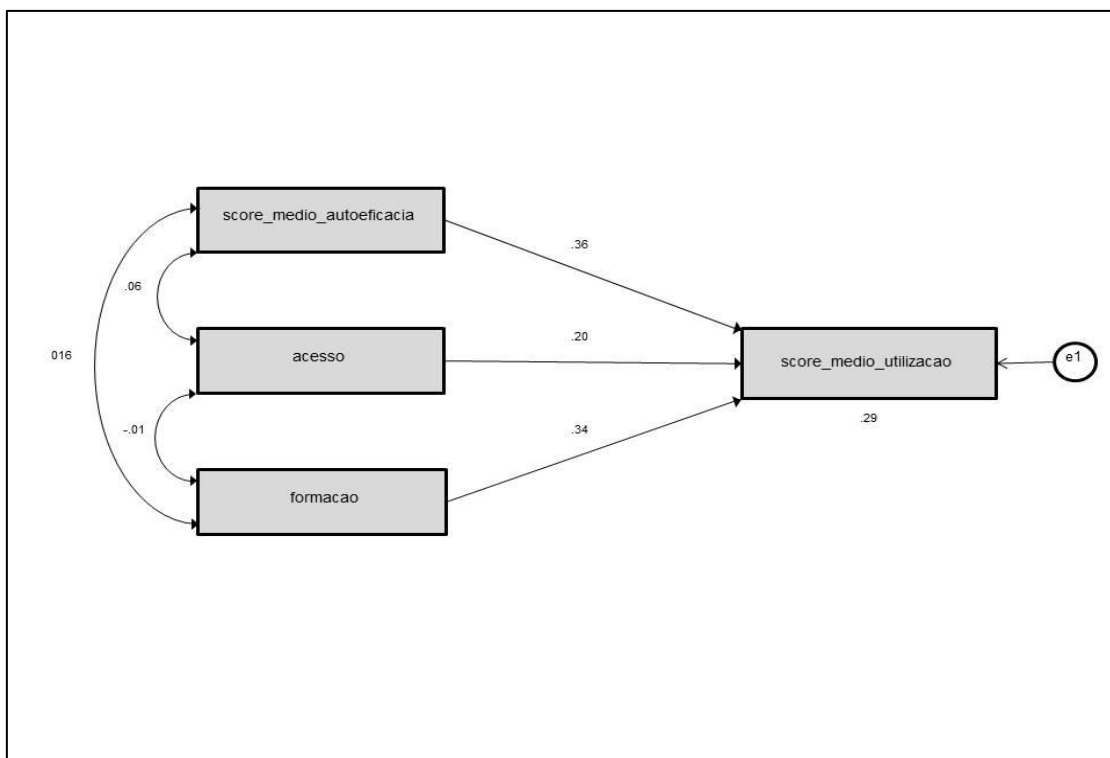 score_medio_autoeficacia
.36
.06
.20
016
acesso
score_medio_utilizacao
e1
-.01
.34
.29
formacao